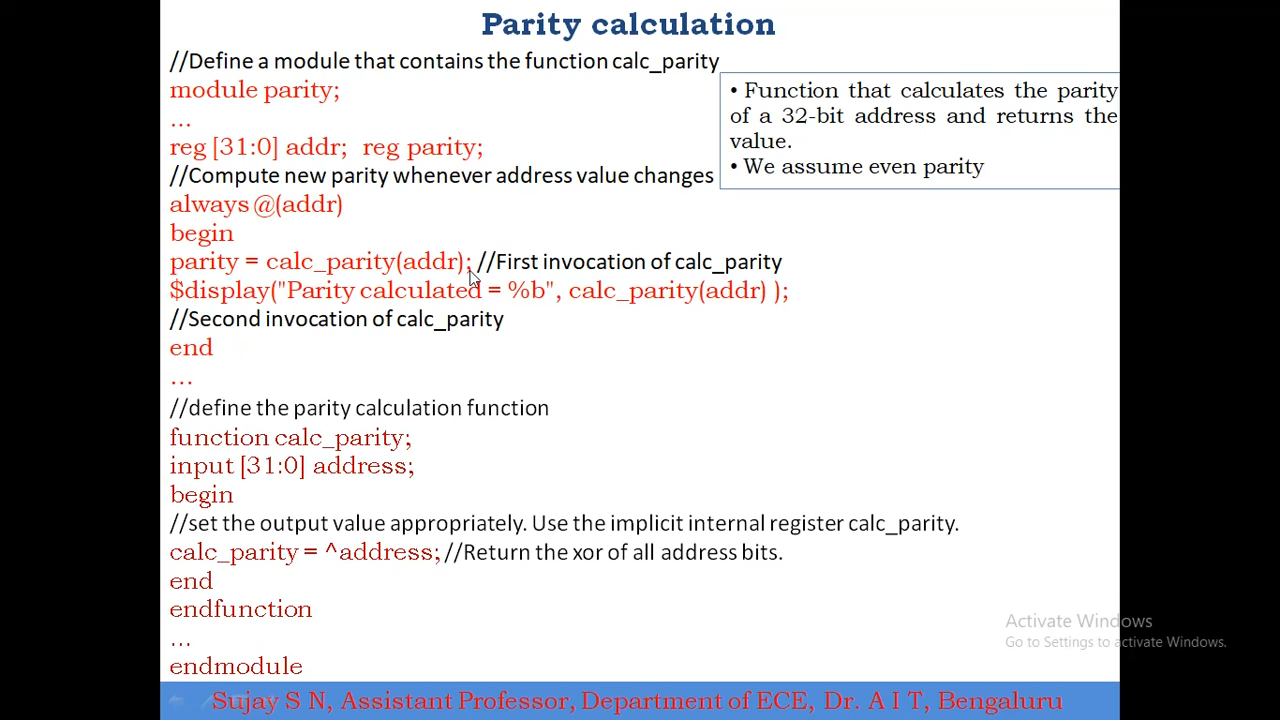 Parity calculation
//Define a module that contains the function calc_parity
module parity;
...
reg [31:0] addr; reg parity;
//Compute new parity whenever address value changes
always @(addr)
begin
parity = calc_parity(addr); //First invocation of calc_parity
$display("Parity calculated = %b", calc_parity(addr) );
//Second invocation of calc_parity
end
...
//define the parity calculation function
function calc_parity;
input [31:0] address;
begin
//set the output value appropriately. Use the implicit internal register calc_parity.
calc_parity = ^address; //Return the xor of all address bits.
end
endfunction
...
endmodule
• Function that calculates the parity
of a 32-bit address and returns the
value.
• We assume even parity
Activate Windows
Go to Settings to activate Windows.
Sujay S N, Assistant Professor, Department of ECE, Dr. A I T, Bengaluru